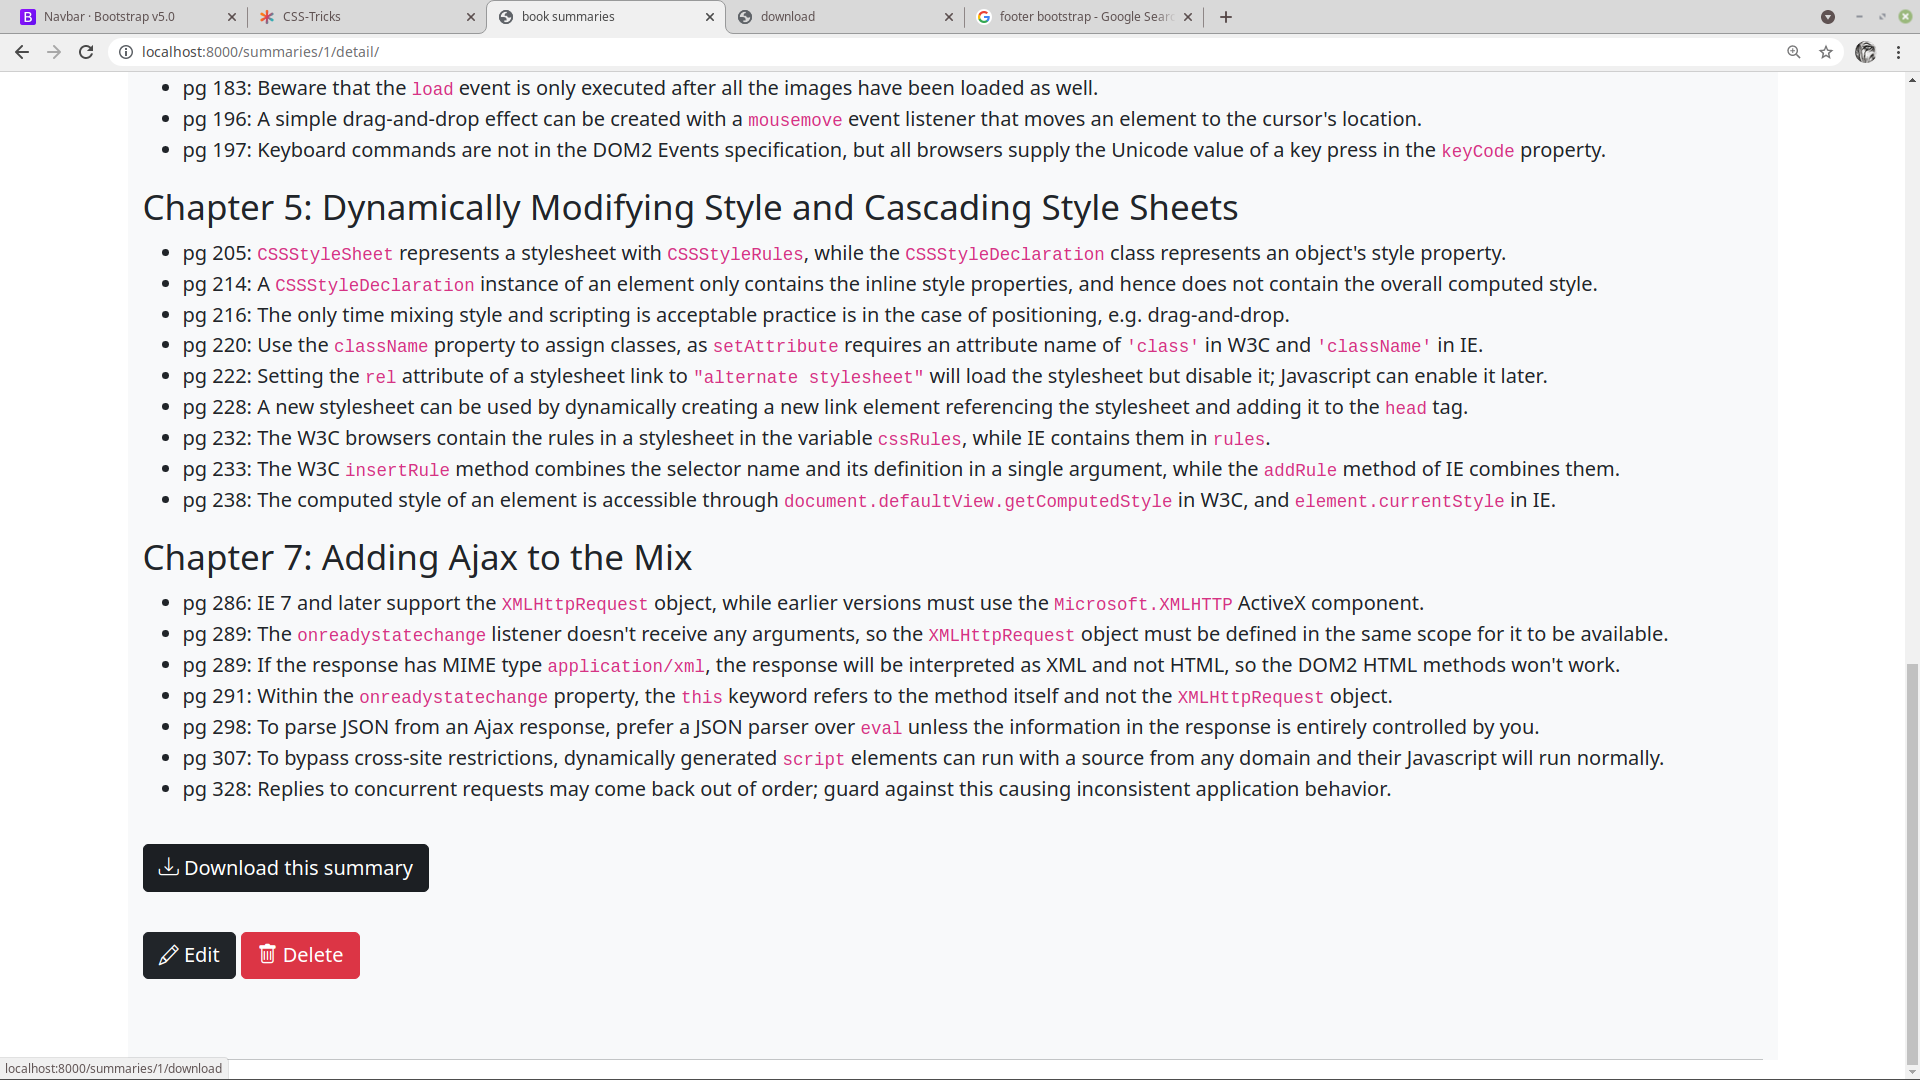 Navbar · Bootstrap v5.0
CSS-Tricks
book summaries
download
footer bootstrap - Google Sear
localhost:8000/summaries/1/detail/
pg 183: Beware that the load event is only executed after all the images have been loaded as well.
pg 196: A simple drag-and-drop effect can be created with a mousemove event listener that moves an element to the cursor's location.
pg 197: Keyboard commands are not in the DOM2 Events specification, but all browsers supply the Unicode value of a key press in the keyCode property.
Chapter 5: Dynamically Modifying Style and Cascading Style Sheets
pg 205: CSSStyleSheet represents a stylesheet with CSSStyleRules, while the CSSStyleDeclaration class represents an object's style property.
pg 214: A CSSStyleDeclaration instance of an element only contains the inline style properties, and hence does not contain the overall computed style.
pg 216: The only time mixing style and scripting is acceptable practice is in the case of positioning, e.g. drag-and-drop.
pg 220: Use the className property to assign classes, as setAttribute requires an attribute name of 'class' in W3C and 'className' in IE.
pg 222: Setting the rel attribute of a stylesheet link to "alternate stylesheet" will load the stylesheet but disable it; Javascript can enable it later.
pg 228: A new stylesheet can be used by dynamically creating a new link element referencing the stylesheet and adding it to the head tag.
pg 232: The W3C browsers contain the rules in a stylesheet in the variable cssRules, while IE contains them in rules.
pg 233: The W3C insertRule method combines the selector name and its definition in a single argument, while the addRule method of IE combines them.
pg 238: The computed style of an element is accessible through document.defaultView.getComputedStyle in W3C, and element.currentStyle in IE.
Chapter 7: Adding Ajax to the Mix
pg 286: IE 7 and later support the XMLHttpRequest object, while earlier versions must use the Microsoft.XMLHTTP ActiveX component.
pg 289: The onreadystatechange listener doesn't receive any arguments, so the XMLHttpRequest object must be defined in the same scope for it to be available.
pg 289: If the response has MIME type application/xml, the response will be interpreted as XML and not HTML, so the DOM2 HTML methods won't work.
pg 291: Within the onreadystatechange property, the this keyword refers to the method itself and not the XMLHttpRequest object.
pg 298: To parse JSON from an Ajax response, prefer a JSON parser over eval unless the information in the response is entirely controlled by you.
pg 307: To bypass cross-site restrictions, dynamically generated script elements can run with a source from any domain and their Javascript will run normally.
pg 328: Replies to concurrent requests may come back out of order; guard against this causing inconsistent application behavior.
Download this summary
Edit
Delete
localhost:8000/summaries/1/download